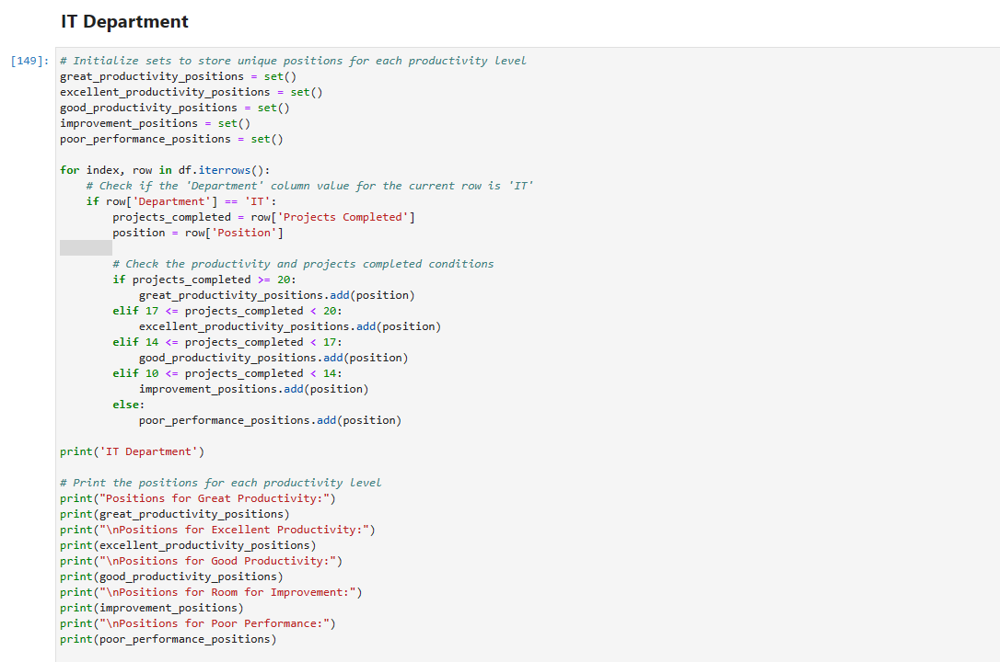 IT Department
[149]:
# Initialize sets to store unique positions for each productivity level
great_productivity_positions = set()
excellent_productivity_positions = set()
good_productivity_positions = set()
improvement_positions = set()
poor_performance_positions = set()
for index, row in df.iterrows():
    # Check if the 'Department' column value for the current row is 'IT'
    if row['Department'] == 'IT':
        projects_completed = row['Projects Completed']
        position = row['Position']
        # Check the productivity and projects completed conditions
        if projects_completed >= 20:
            great_productivity_positions.add(position)
        elif 17 <= projects_completed < 20:
            excellent_productivity_positions.add(position)
        elif 14 <= projects_completed < 17:
            good_productivity_positions.add(position)
        elif 10 <= projects_completed < 14:
            improvement_positions.add(position)
        else:
            poor_performance_positions.add(position)
print('IT Department')
# Print the positions for each productivity level
print("Positions for Great Productivity:")
print(great_productivity_positions)
print("\nPositions for Excellent Productivity:")
print(excellent_productivity_positions)
print("\nPositions for Good Productivity:")
print(good_productivity_positions)
print("\nPositions for Room for Improvement:")
print(improvement_positions)
print("\nPositions for Poor Performance:")
print(poor_performance_positions)